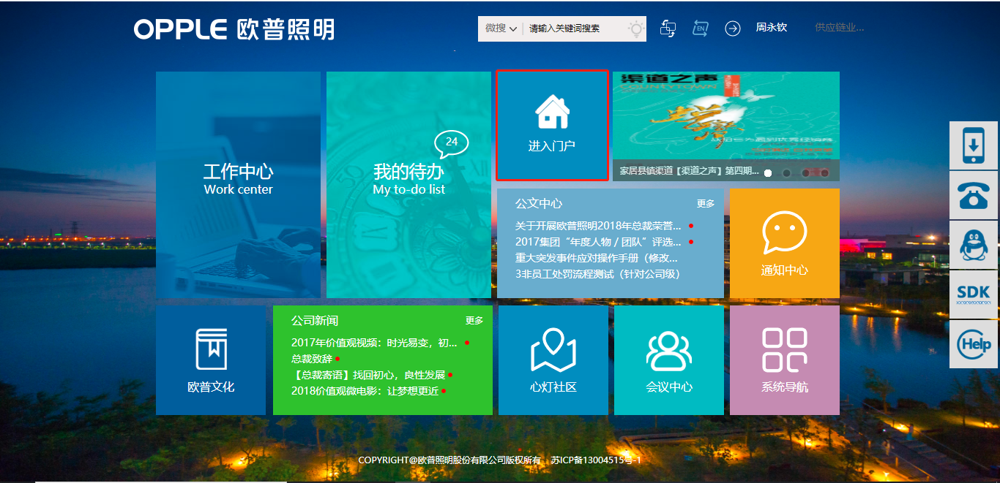 OPPLE 欧普照明
微搜 请输入关键词搜索
EN
周永钦
供应链业...
工作中心
Work center
24
我的待办
My to-do list
进入门户
渠道之声
COUNTYTOWN
家居县镇渠道【渠道之声】第四期...
公文中心 更多
关于开展欧普照明2018年总裁荣誉...
2017集团“年度人物 / 团队”评选...
重大突发事件应对操作手册（修改...
3非员工处罚流程测试（针对公司级）
通知中心
SDK
Help
欧普文化
公司新闻 更多
2017年价值观视频：时光易变，初...
总裁致辞
【总裁寄语】找回初心，良性发展
2018价值观微电影：让梦想更近
心灯社区
会议中心
系统导航
COPYRIGHT@欧普照明股份有限公司版权所有 苏ICP备13004515号-1